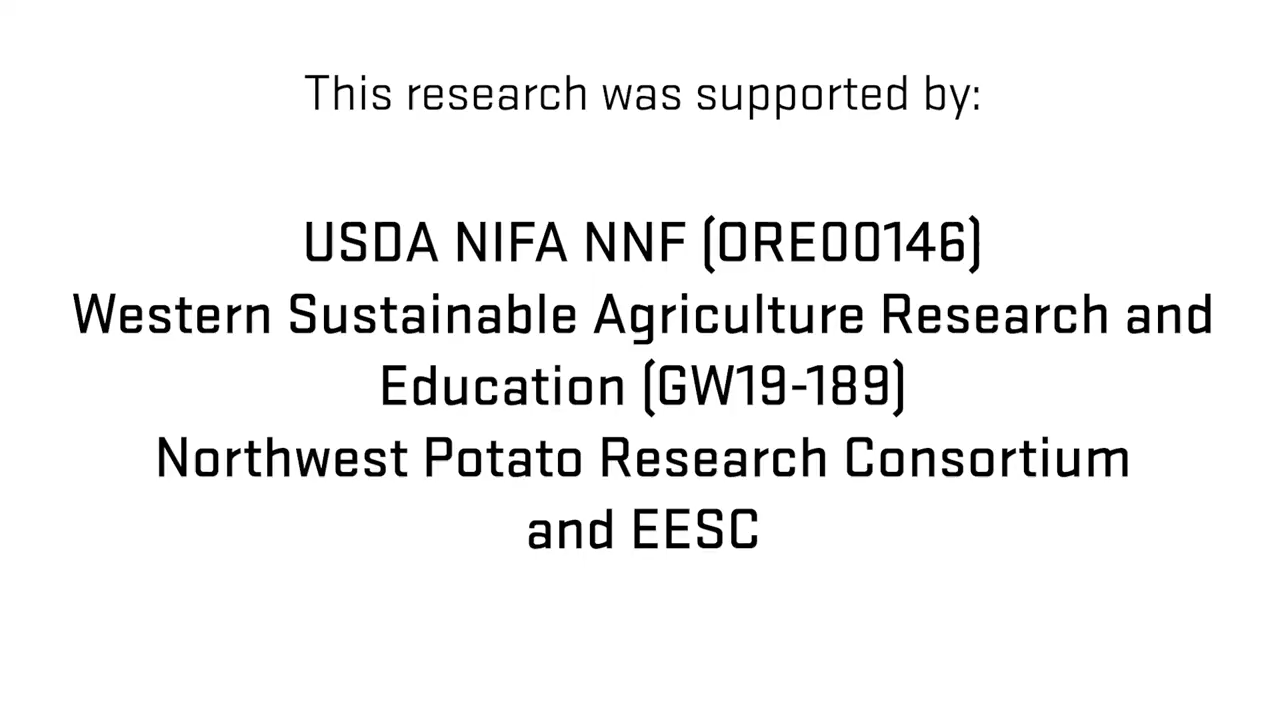 This research was supported by:
USDA NIFA NNF (ORE00146)
Western Sustainable Agriculture Research and
Education (GW19-189)
Northwest Potato Research Consortium
and EESC